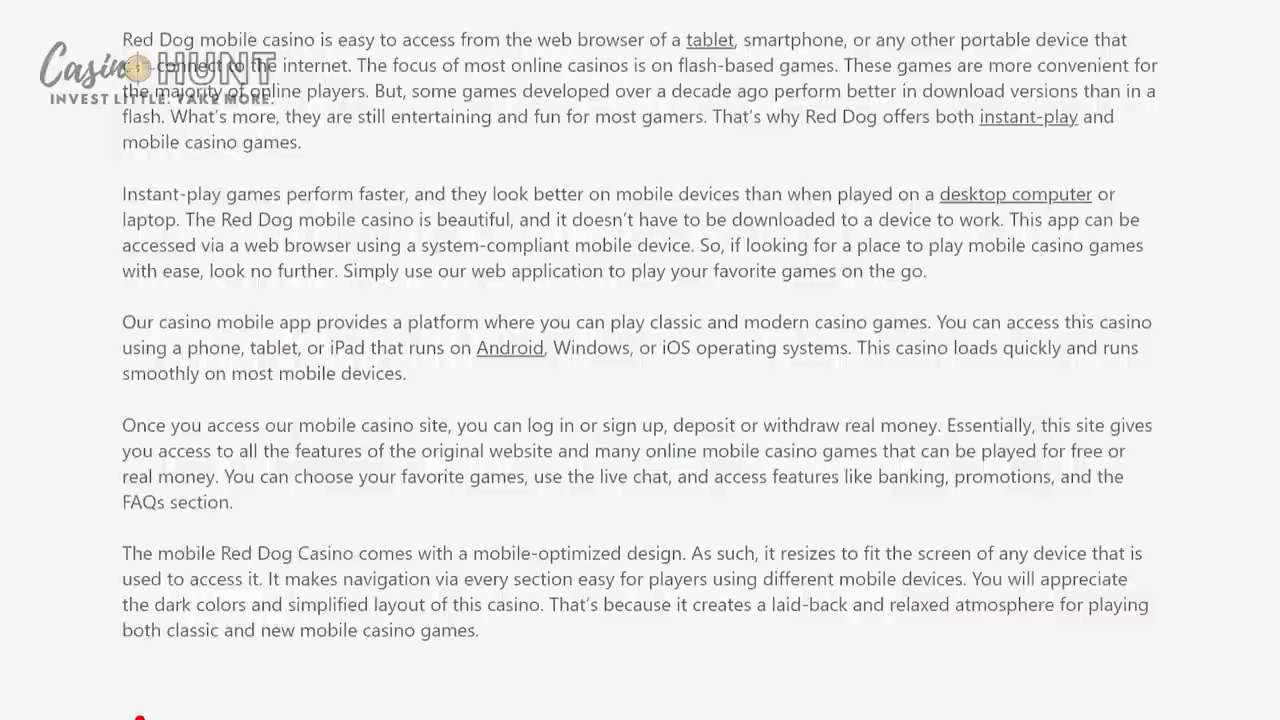 Red Dog mobile casino is easy to access from the web browser of a tablet, smartphone, or any other portable device that
can connect to the internet. The focus of most online casinos is on flash-based games. These games are more convenient for
the majority of online players. But, some games developed over a decade ago perform better in download versions than in a
flash. What's more, they are still entertaining and fun for most gamers. That's why Red Dog offers both instant-play and
mobile casino games.
Instant-play games perform faster, and they look better on mobile devices than when played on a desktop computer or
laptop. The Red Dog mobile casino is beautiful, and it doesn't have to be downloaded to a device to work. This app can be
accessed via a web browser using a system-compliant mobile device. So, if looking for a place to play mobile casino games
with ease, look no further. Simply use our web application to play your favorite games on the go.
Our casino mobile app provides a platform where you can play classic and modern casino games. You can access this casino
using a phone, tablet, or iPad that runs on Android, Windows, or iOS operating systems. This casino loads quickly and runs
smoothly on most mobile devices.
Once you access our mobile casino site, you can log in or sign up, deposit or withdraw real money. Essentially, this site gives
you access to all the features of the original website and many online mobile casino games that can be played for free or
real money. You can choose your favorite games, use the live chat, and access features like banking, promotions, and the
FAQs section.
The mobile Red Dog Casino comes with a mobile-optimized design. As such, it resizes to fit the screen of any device that is
used to access it. It makes navigation via every section easy for players using different mobile devices. You will appreciate
the dark colors and simplified layout of this casino. That's because it creates a laid-back and relaxed atmosphere for playing
both classic and new mobile casino games.
Casino HUNT
INVEST LITTLE. TAKE MORE.